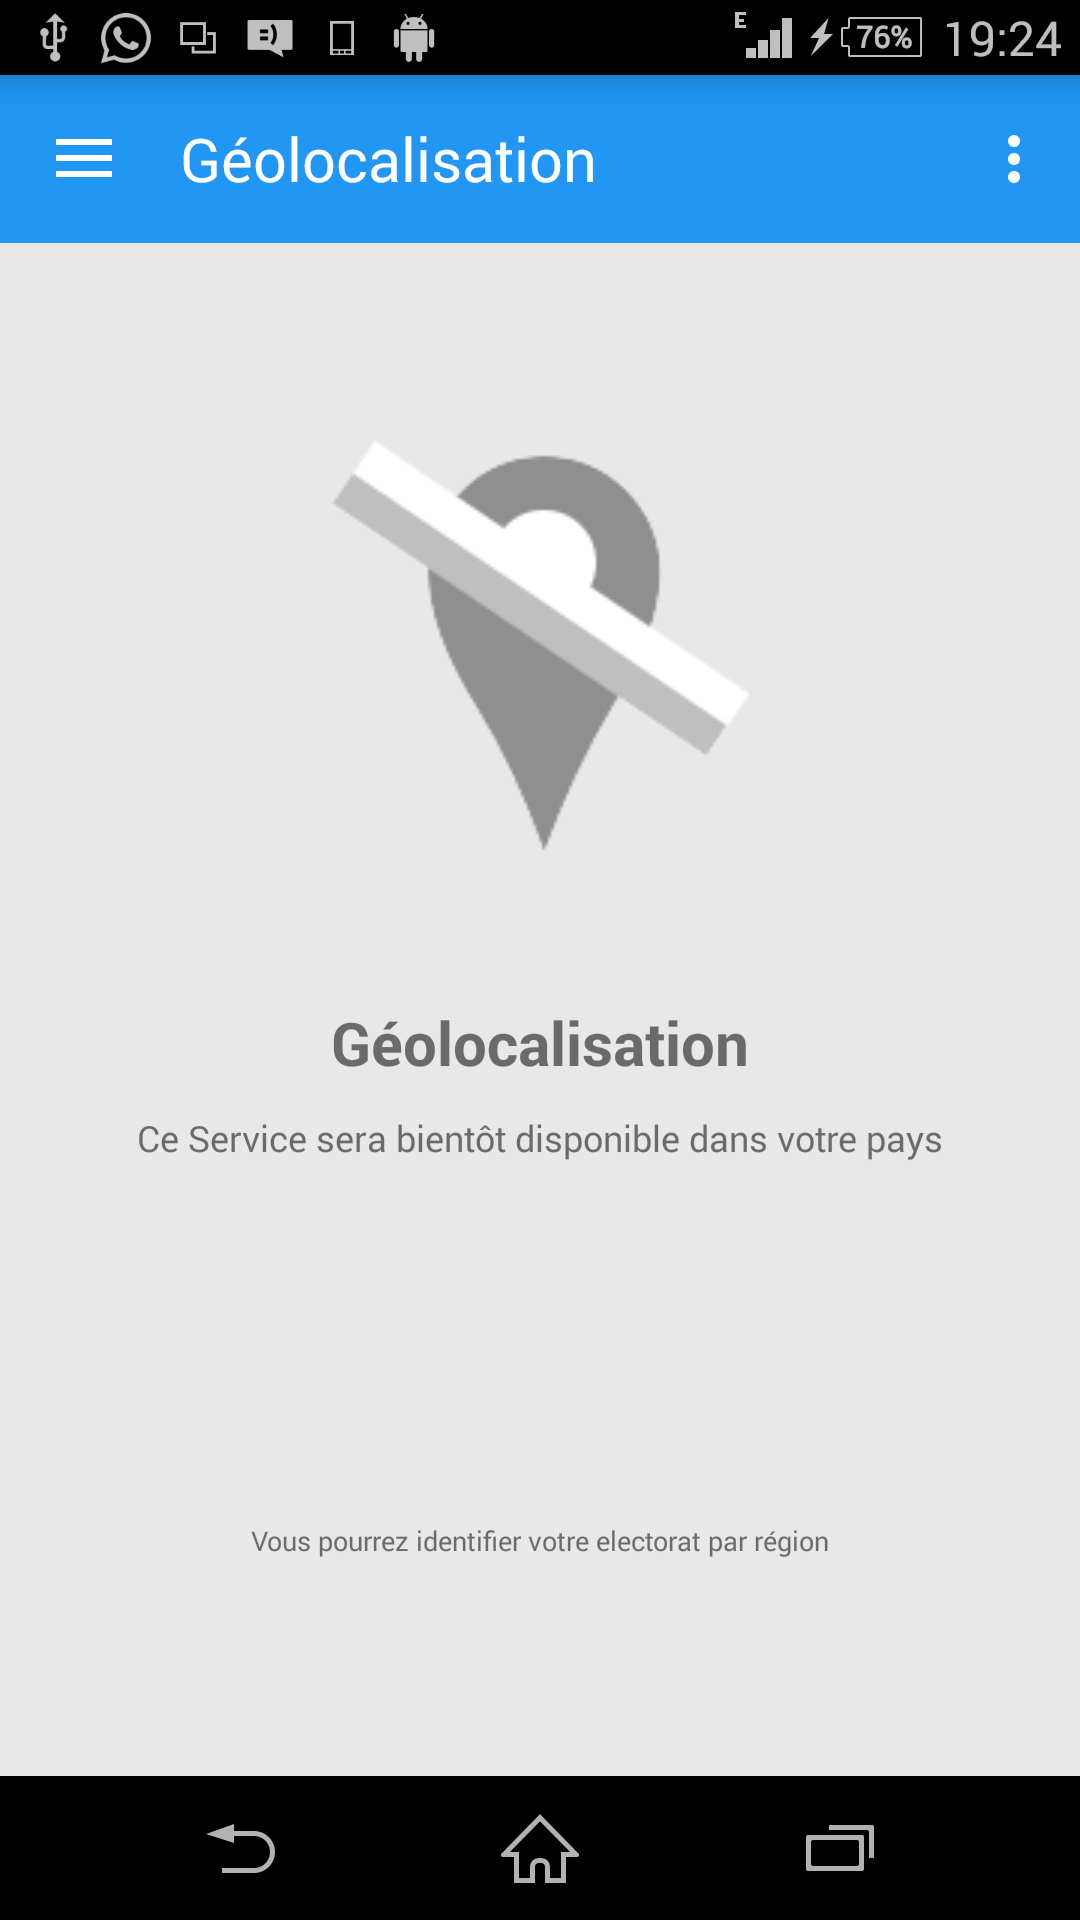 E 76% 19:24
Géolocalisation
Géolocalisation
Ce Service sera bientôt disponible dans votre pays
Vous pourrez identifier votre electorat par région